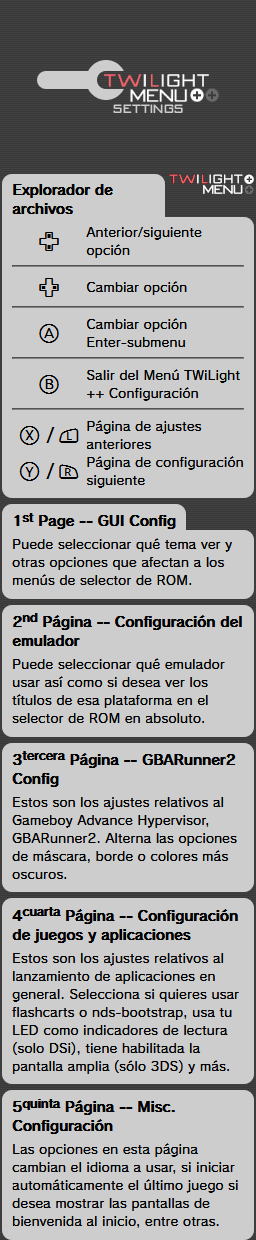 TWiLIGHT
MENU++
SETTINGS
TWiLIGHT
MENU++
Explorador de
archivos
Anterior/siguiente
opción
Cambiar opción
A
Cambiar opción
Enter-submenu
B
Salir del Menú TWiLight
++ Configuración
X / L
Página de ajustes
anteriores
Y / R
Página de configuración
siguiente
1st Page -- GUI Config
Puede seleccionar qué tema ver y
otras opciones que afectan a los
menús de selector de ROM.
2nd Página -- Configuración del
emulador
Puede seleccionar qué emulador
usar así como si desea ver los
títulos de esa plataforma en el
selector de ROM en absoluto.
3tercera Página -- GBARunner2
Config
Estos son los ajustes relativos al
Gameboy Advance Hypervisor,
GBARunner2. Alterna las opciones
de máscara, borde o colores más
oscuros.
4cuarta Página -- Configuración
de juegos y aplicaciones
Estos son los ajustes relativos al
lanzamiento de aplicaciones en
general. Selecciona si quieres usar
flashcarts o nds-bootstrap, usa tu
LED como indicadores de lectura
(solo DSi), tiene habilitada la
pantalla amplia (sólo 3DS) y más.
5quinta Página -- Misc.
Configuración
Las opciones en esta página
cambian el idioma a usar, si iniciar
automáticamente el último juego si
desea mostrar las pantallas de
bienvenida al inicio, entre otras.